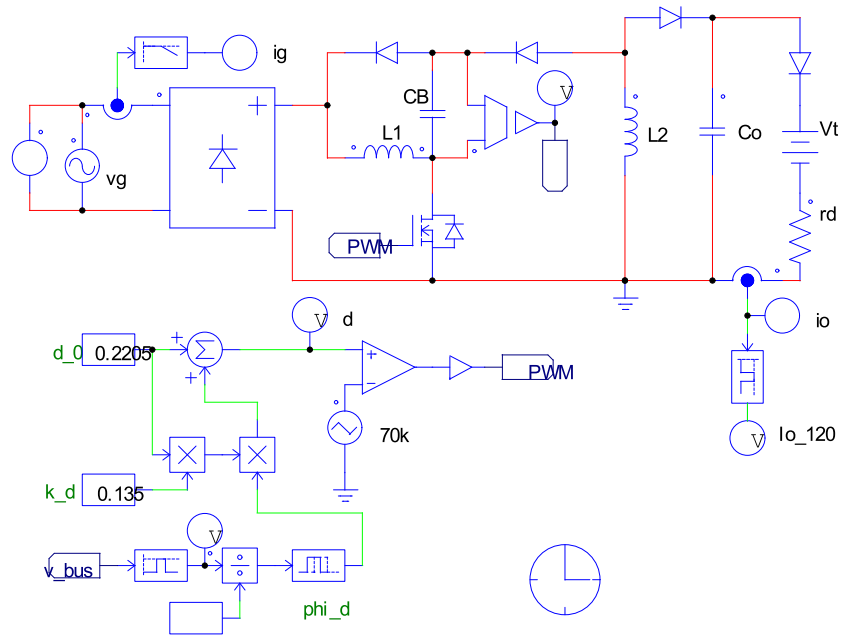 ig
CB
V
L1
L2
Co
Vt
vg
rd
PWM
io
V
d
d_0
0.2205
Σ
PWM
70k
V
Io_120
k_d
0.135
V
v_bus
phi_d